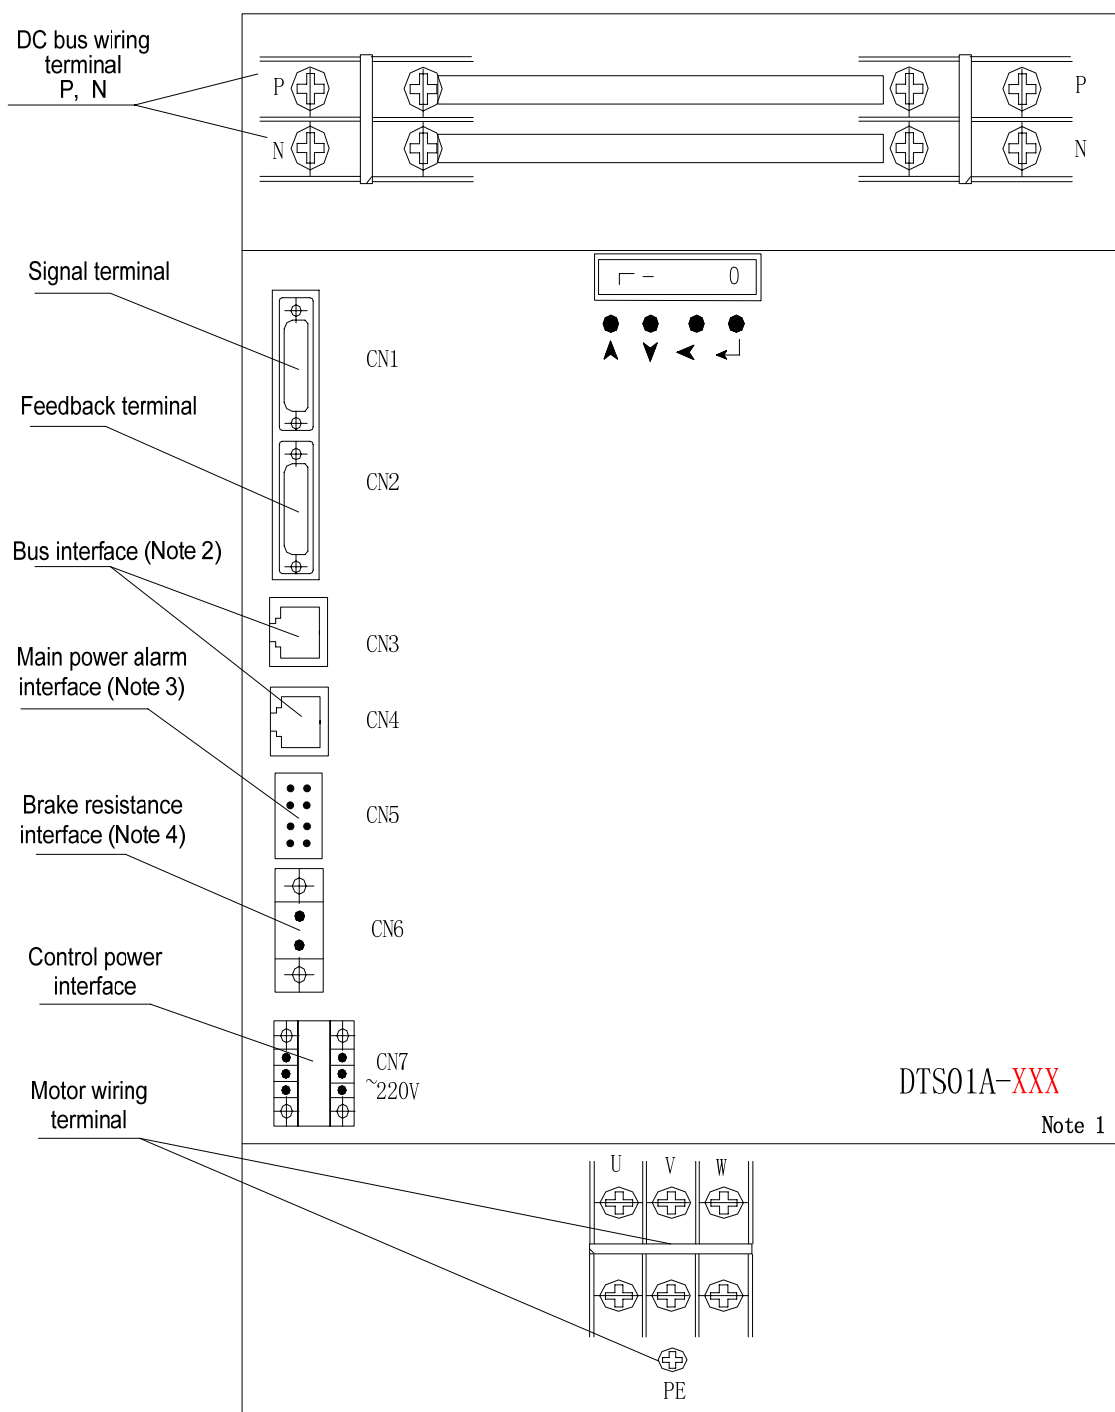 DC bus wiring
terminal
P, N
P
P
N
N
Signal terminal
┌- 0
CN1
Feedback terminal
CN2
Bus interface (Note 2)
CN3
Main power alarm
interface (Note 3)
CN4
Brake resistance
interface (Note 4)
CN5
CN6
Control power
interface
CN7
~220V
DTS01A-XXX
Note 1
Motor wiring
terminal
U V W
PE